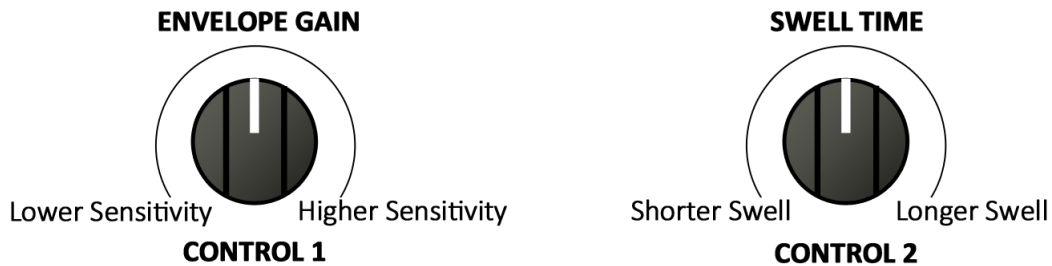 ENVELOPE GAIN
SWELL TIME
Lower Sensitivity
Higher Sensitivity
Shorter Swell
Longer Swell
CONTROL 1
CONTROL 2